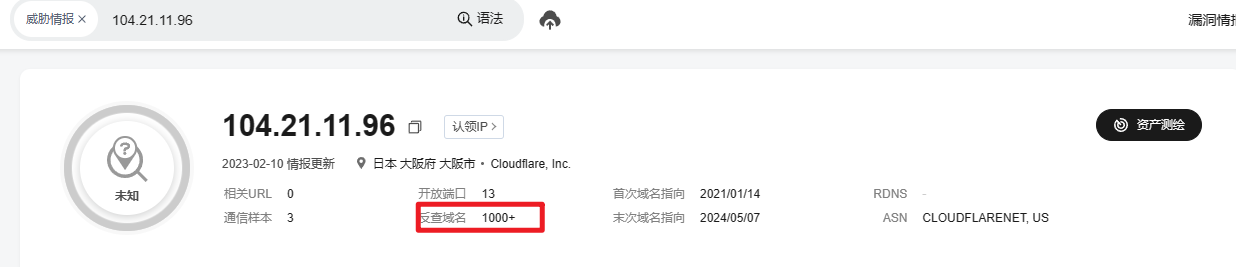 威胁情报 × 104.21.11.96 语法
漏洞情报
未知
104.21.11.96 认领IP >
资产测绘
2023-02-10 情报更新 日本 大阪府 大阪市 • Cloudflare, Inc.
相关URL 0 开放端口 13 首次域名指向 2021/01/14 RDNS -
通信样本 3 反查域名 1000+ 末次域名指向 2024/05/07 ASN CLOUDFLARENET, US